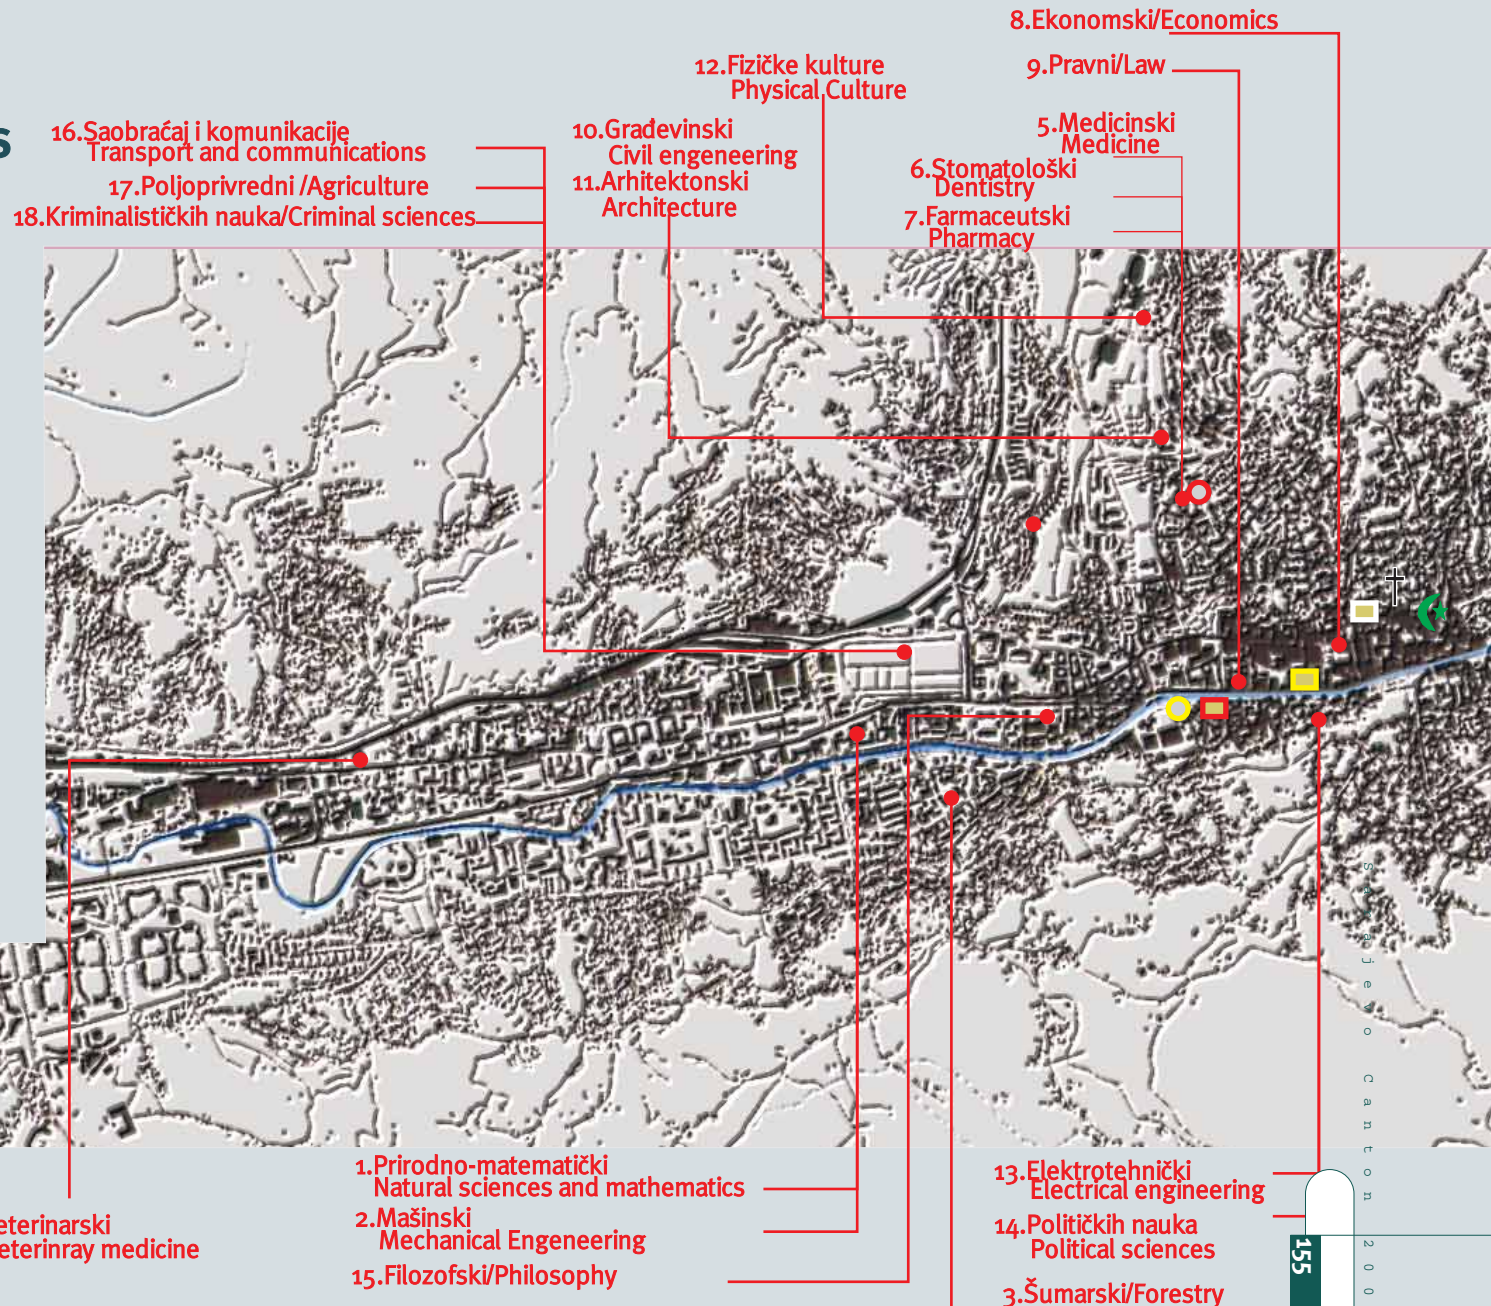 s
8.Ekonomski/Economics
9.Pravni/Law
12.Fizičke kulture
Physical Culture
5.Medicinski
Medicine
6.Stomatološki
Dentistry
7.Farmaceutski
Pharmacy
10.Građevinski
Civil engeneering
11.Arhitektonski
Architecture
16.Saobraćaj i komunikacije
Transport and communications
17.Poljoprivredni /Agriculture
18.Kriminalističkih nauka/Criminal sciences
eterinarski
eterinray medicine
1.Prirodno-matematički
Natural sciences and mathematics
2.Mašinski
Mechanical Engeneering
15.Filozofski/Philosophy
13.Elektrotehnički
Electrical engineering
14.Političkih nauka
Political sciences
3.Šumarski/Forestry
Sarajevo Canton 200
155